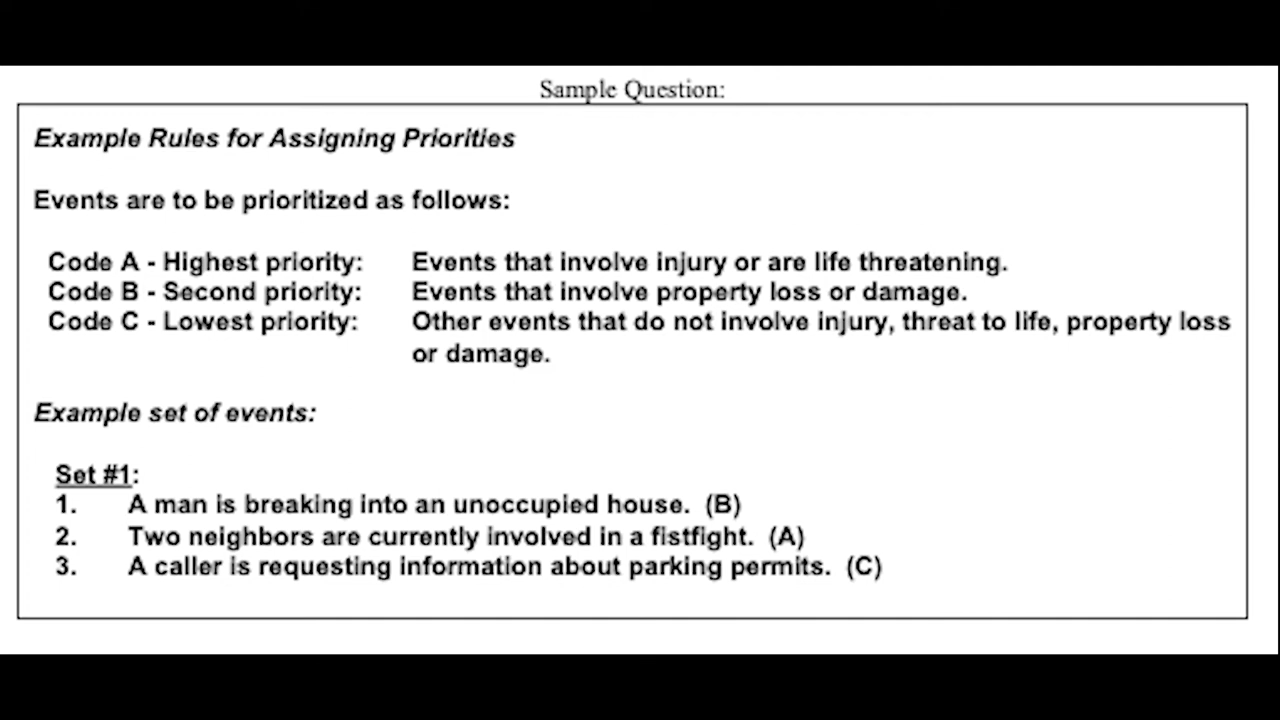 Sample Question:
Example Rules for Assigning Priorities
Events are to be prioritized as follows:
Code A - Highest priority: Events that involve injury or are life threatening.
Code B - Second priority: Events that involve property loss or damage.
Code C - Lowest priority: Other events that do not involve injury, threat to life, property loss
or damage.
Example set of events:
Set #1:
1. A man is breaking into an unoccupied house. (B)
2. Two neighbors are currently involved in a fistfight. (A)
3. A caller is requesting information about parking permits. (C)